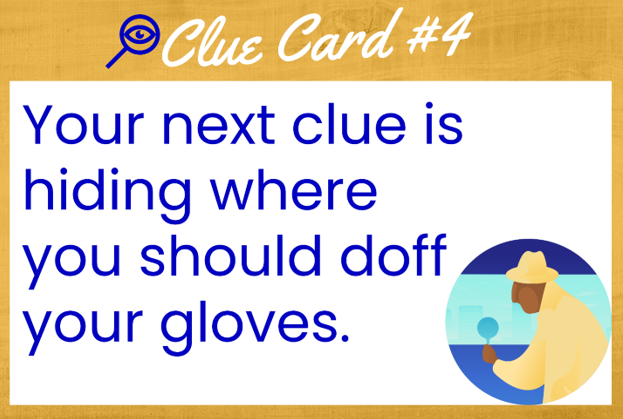 Clue Card #4
Your next clue is
hiding where
you should doff
your gloves.